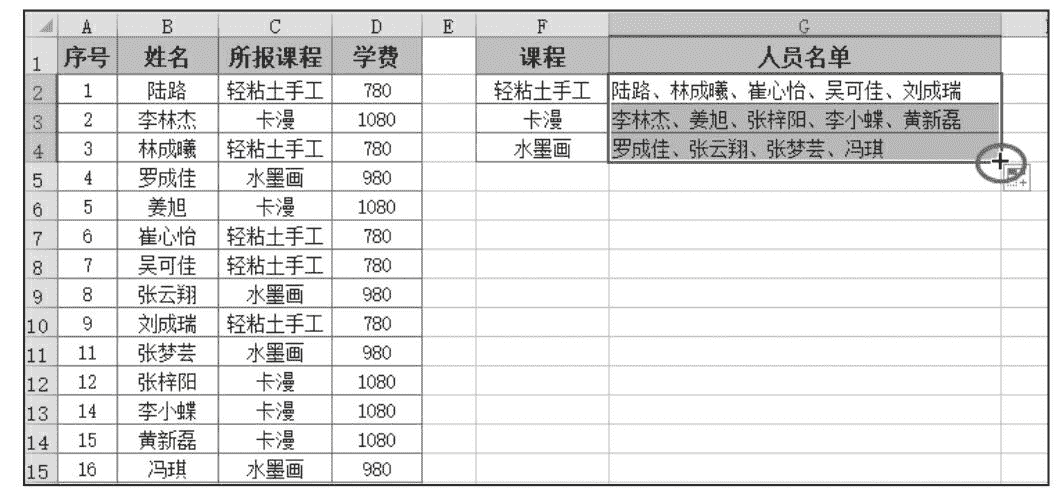 A B C D E F G
1 序号 姓名 所报课程 学费 课程 人员名单
2 1 陆路 轻粘土手工 780 轻粘土手工 陆路、林成曦、崔心怡、吴可佳、刘成瑞
3 2 李林杰 卡漫 1080 卡漫 李林杰、姜旭、张梓阳、李小蝶、黄新磊
4 3 林成曦 轻粘土手工 780 水墨画 罗成佳、张云翔、张梦芸、冯琪
5 4 罗成佳 水墨画 980
6 5 姜旭 卡漫 1080
7 6 崔心怡 轻粘土手工 780
8 7 吴可佳 轻粘土手工 780
9 8 张云翔 水墨画 980
10 9 刘成瑞 轻粘土手工 780
11 11 张梦芸 水墨画 980
12 12 张梓阳 卡漫 1080
13 14 李小蝶 卡漫 1080
14 15 黄新磊 卡漫 1080
15 16 冯琪 水墨画 980